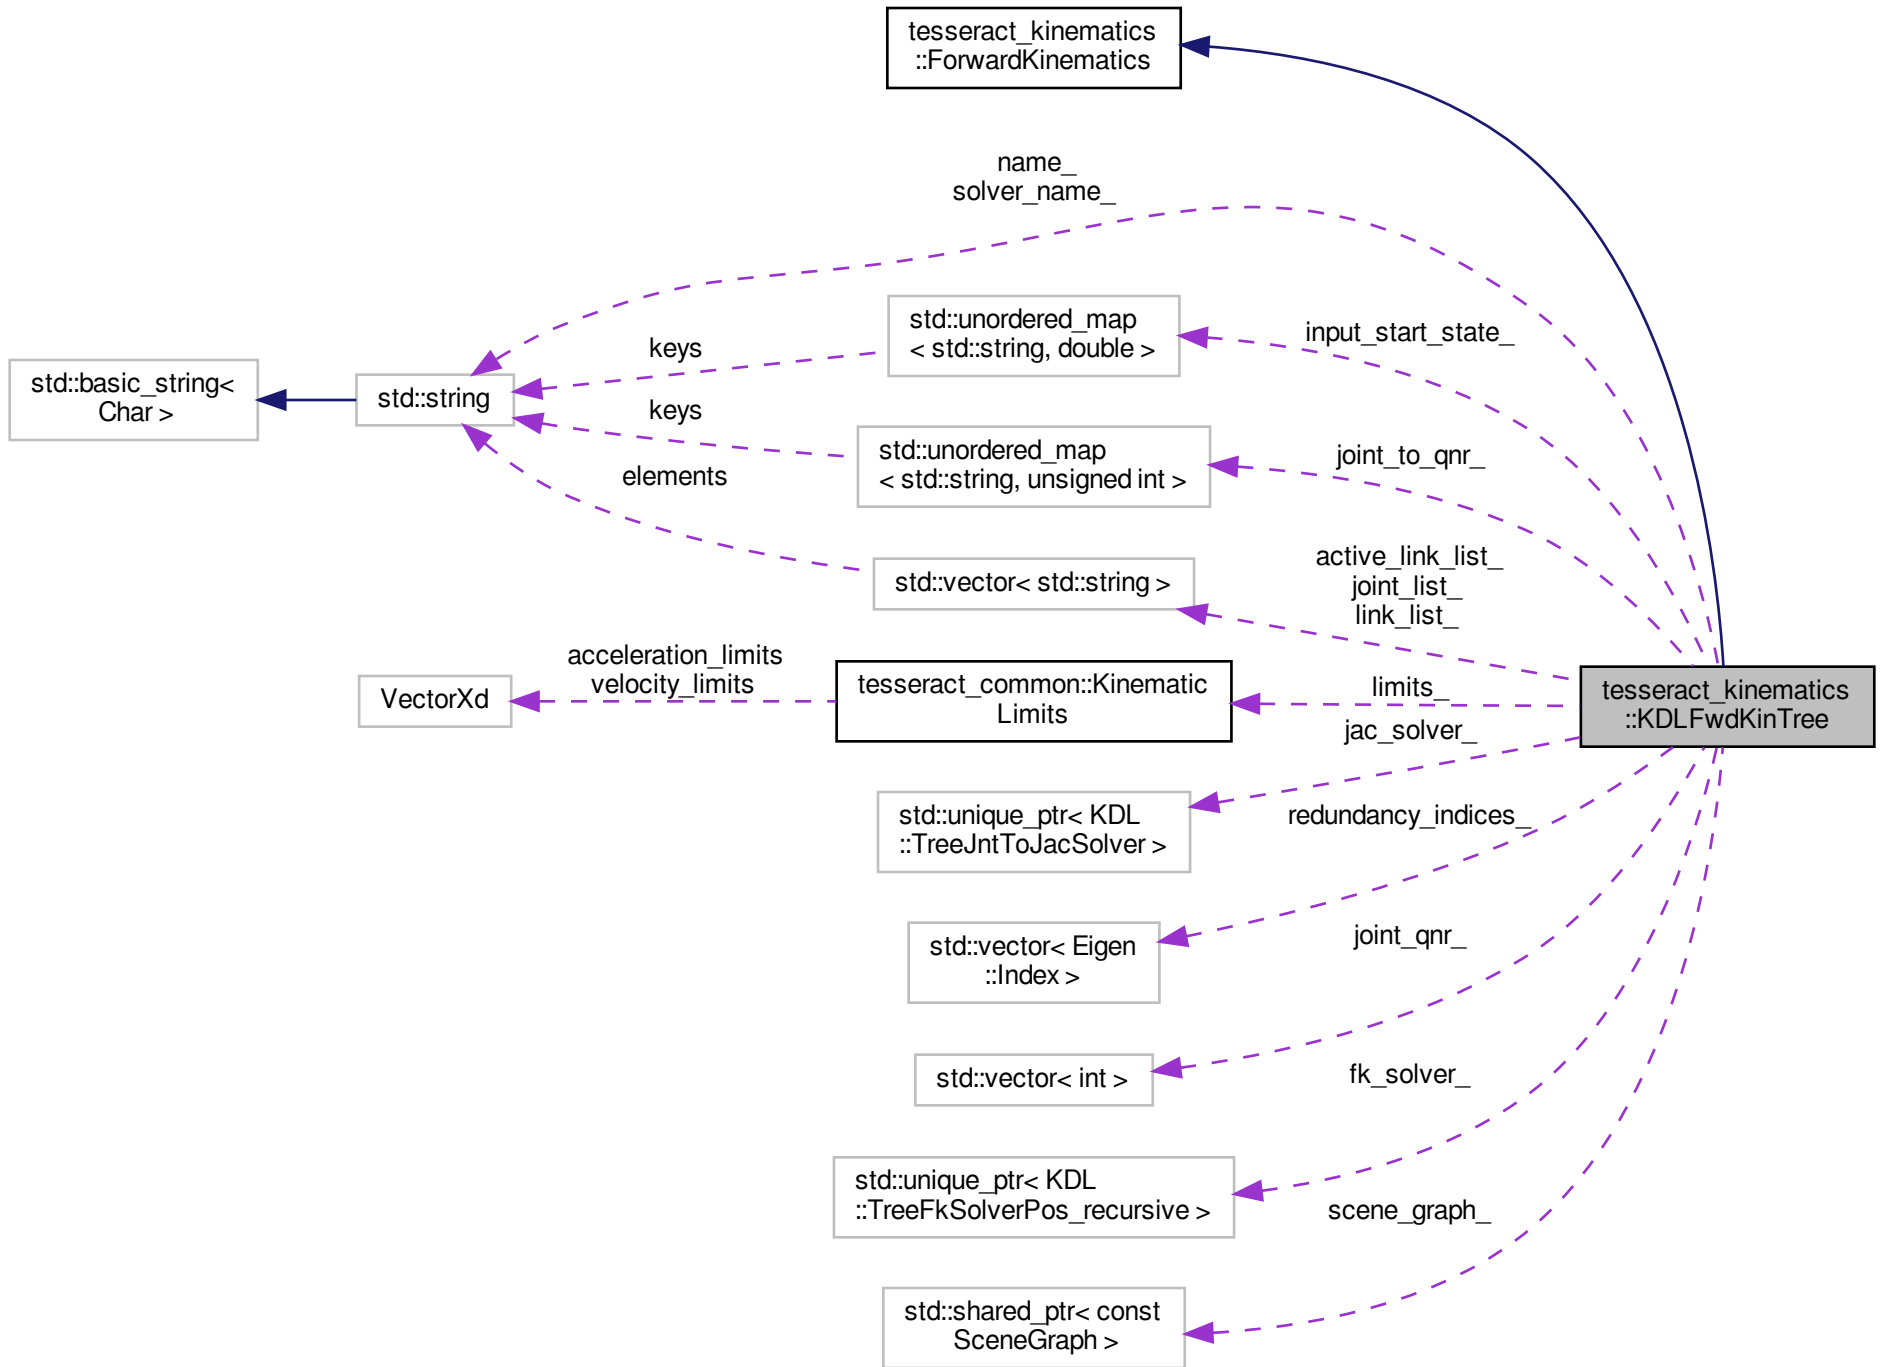 tesseract_kinematics
::ForwardKinematics
name_
solver_name_
std::unordered_map
< std::string, double >
input_start_state_
keys
std::basic_string<
Char >
std::string
keys
std::unordered_map
< std::string, unsigned int >
joint_to_qnr_
elements
std::vector< std::string >
active_link_list_
joint_list_
link_list_
acceleration_limits
velocity_limits
VectorXd
tesseract_common::Kinematic
Limits
limits_
tesseract_kinematics
::KDLFwdKinTree
jac_solver_
std::unique_ptr< KDL
::TreeJntToJacSolver >
redundancy_indices_
std::vector< Eigen
::Index >
joint_qnr_
std::vector< int >
fk_solver_
std::unique_ptr< KDL
::TreeFkSolverPos_recursive >
scene_graph_
std::shared_ptr< const
SceneGraph >